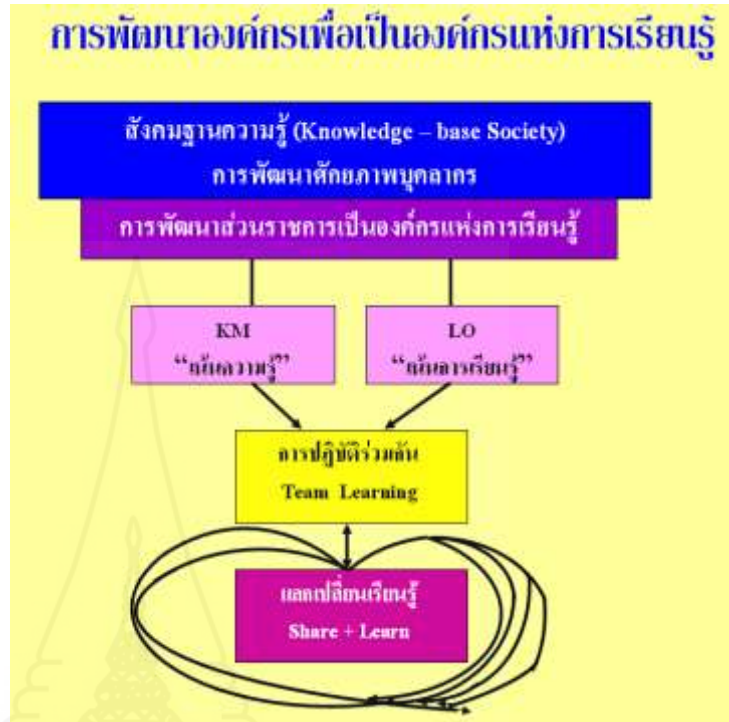 การพัฒนาองค์กรเพื่อเป็นองค์กรแห่งการเรียนรู้
สังคมฐานความรู้ (Knowledge – base Society)
การพัฒนาศักยภาพบุคลากร
การพัฒนาส่วนราชการเป็นองค์กรแห่งการเรียนรู้
KM
“เน้นความรู้”
LO
“เน้นการเรียนรู้”
การปฏิบัติร่วมกัน
Team Learning
แลกเปลี่ยนเรียนรู้
Share + Learn